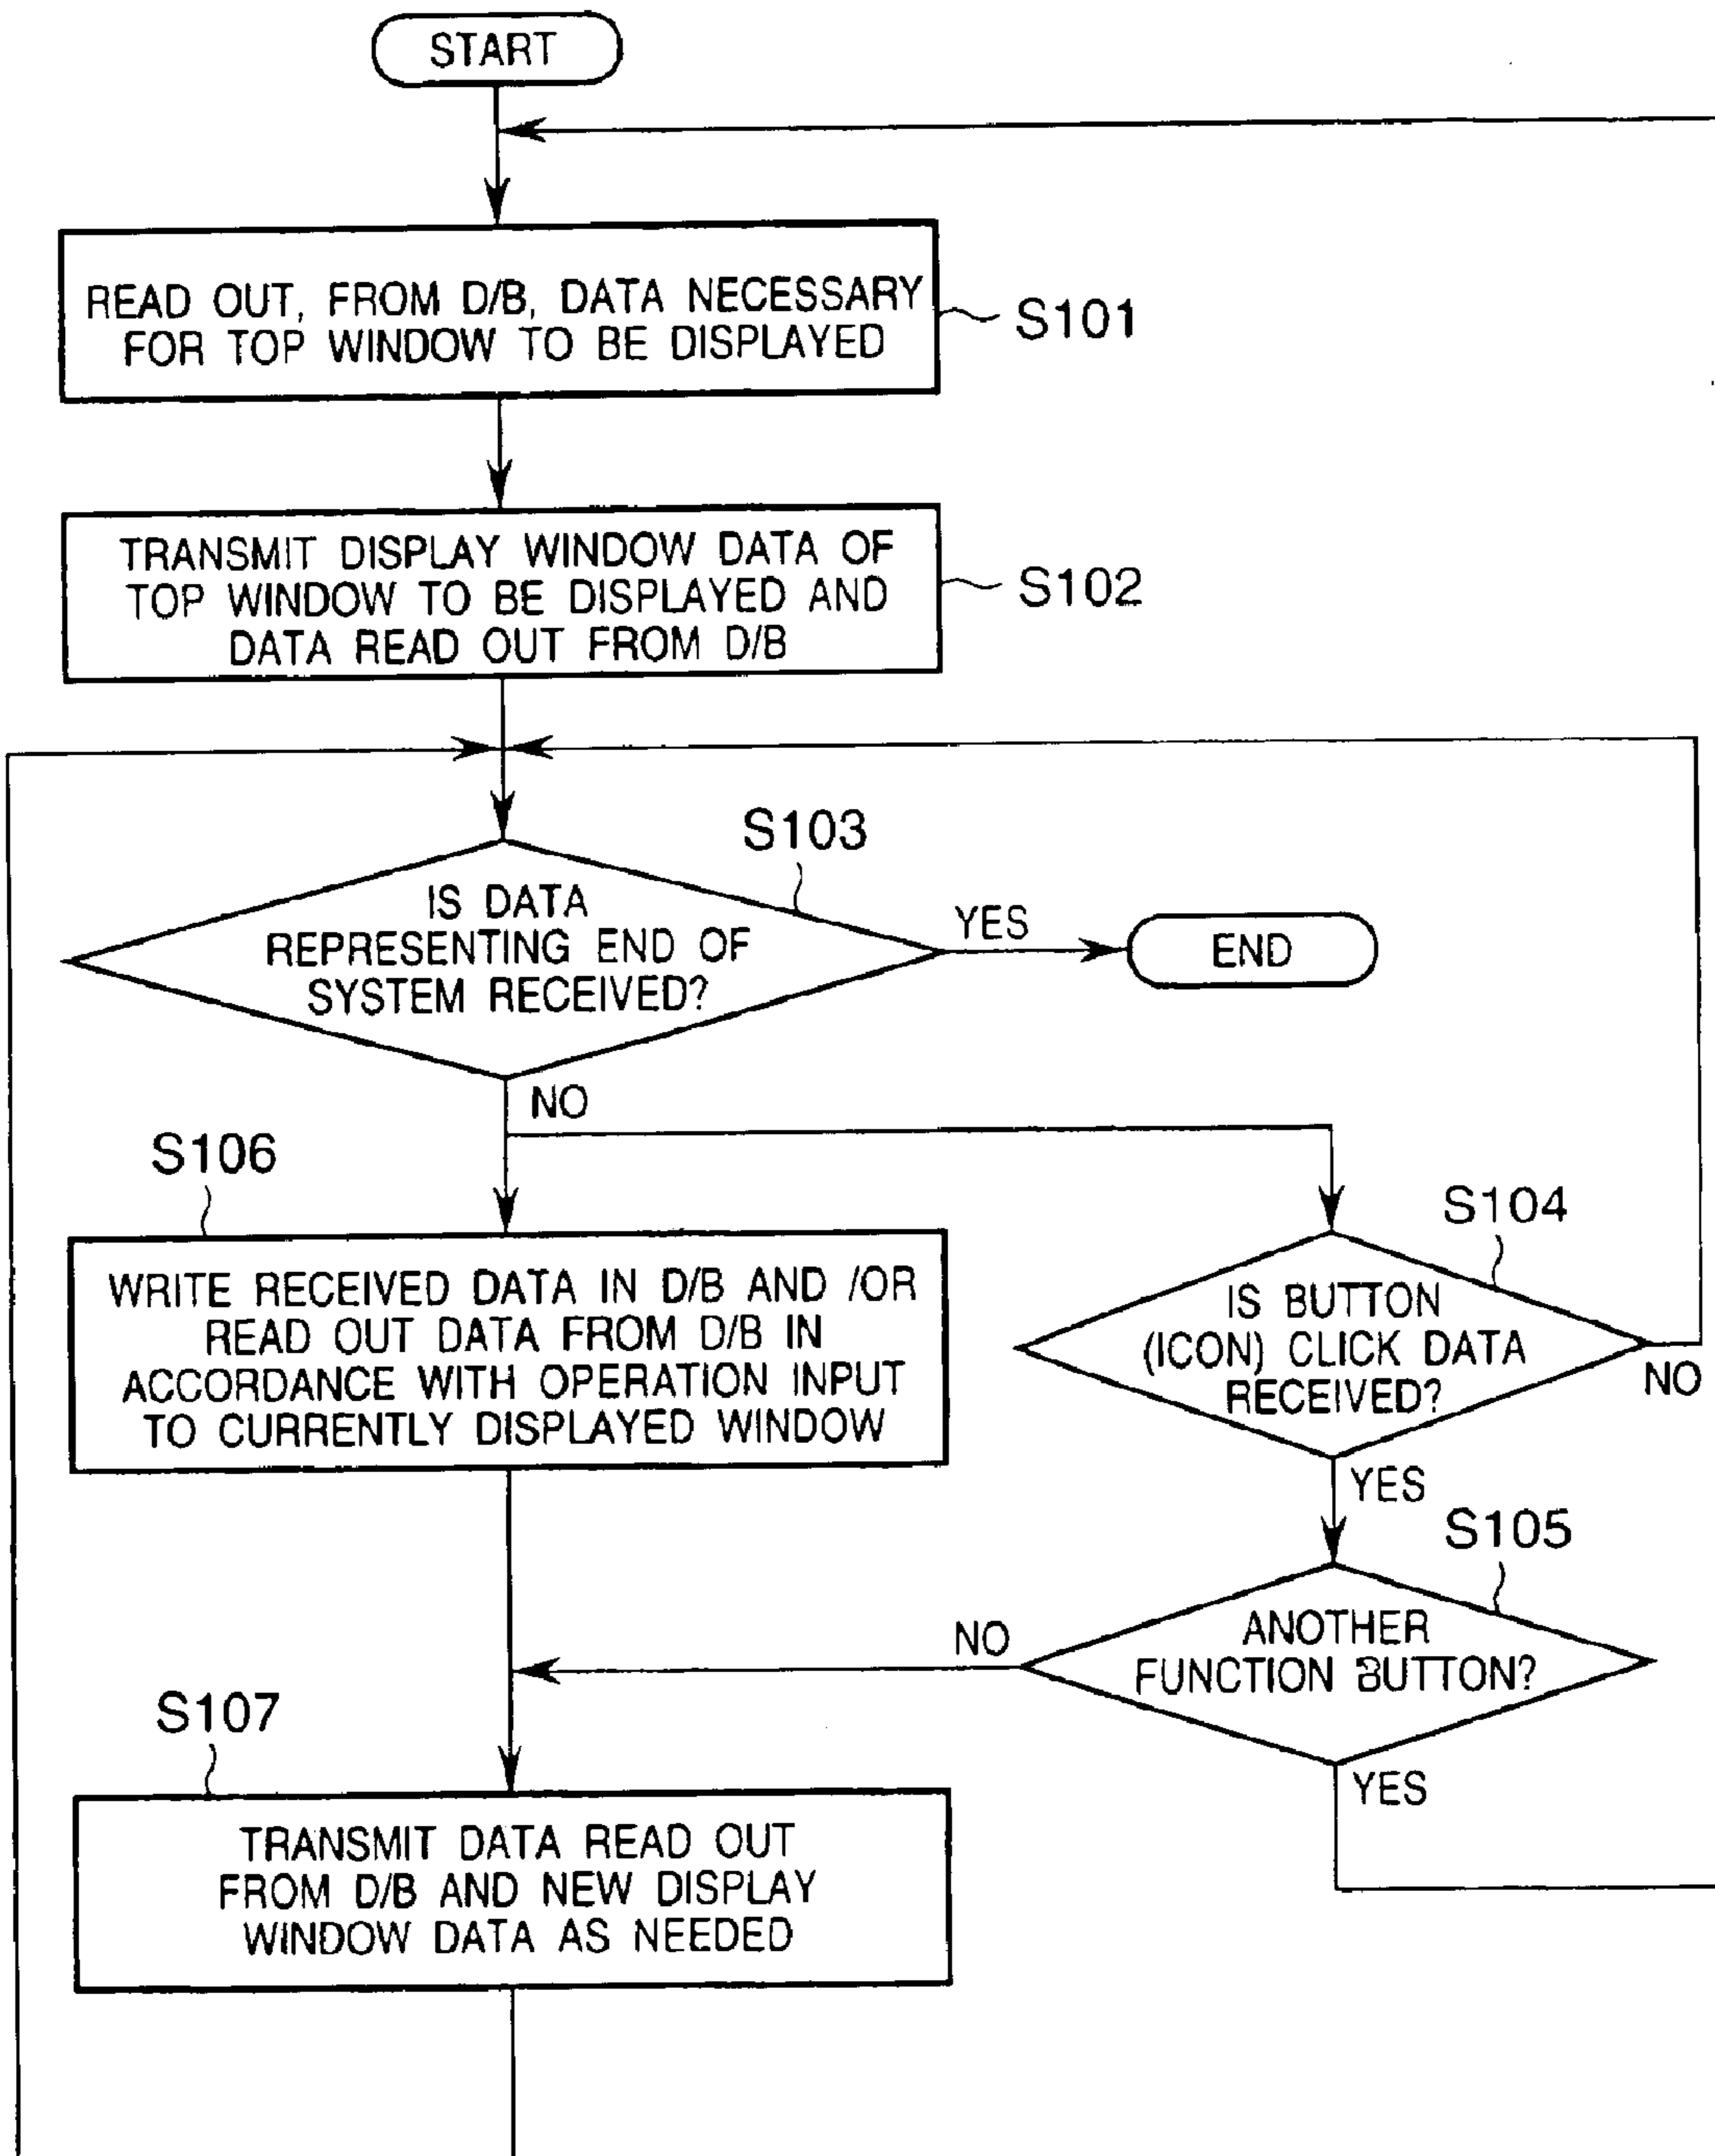 START
READ OUT, FROM D/B, DATA NECESSARY
FOR TOP WINDOW TO BE DISPLAYED
S101
TRANSMIT DISPLAY WINDOW DATA OF
TOP WINDOW TO BE DISPLAYED AND
DATA READ OUT FROM D/B
S102
S103
IS DATA
REPRESENTING END OF
SYSTEM RECEIVED?
YES
END
NO
S106
WRITE RECEIVED DATA IN D/B AND /OR
READ OUT DATA FROM D/B IN
ACCORDANCE WITH OPERATION INPUT
TO CURRENTLY DISPLAYED WINDOW
S104
IS BUTTON
(ICON) CLICK DATA
RECEIVED?
NO
YES
S105
ANOTHER
FUNCTION BUTTON?
NO
YES
S107
TRANSMIT DATA READ OUT
FROM D/B AND NEW DISPLAY
WINDOW DATA AS NEEDED